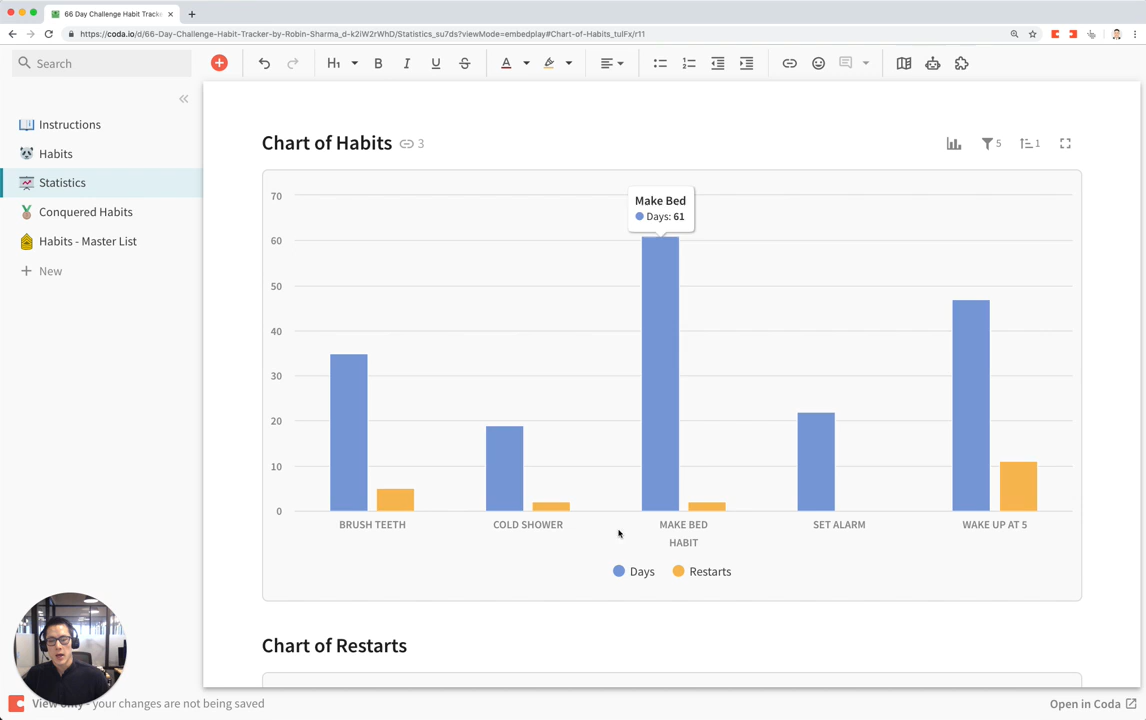 66 Day Challenge Habit Tracke
https://coda.io/d/66-Day-Challenge-Habit-Tracker-by-Robin-Sharma_d-k2iW2rWhD/Statistics_su7ds?viewMode=embedplay#Chart-of-Habits_tulFx/r11
Search
H1 B I U S A
Instructions
Habits
Statistics
Conquered Habits
Habits - Master List
New
Chart of Habits 3
5 1
Make Bed
Days: 61
70
60
50
40
30
20
10
0
BRUSH TEETH COLD SHOWER MAKE BED SET ALARM WAKE UP AT 5
HABIT
Days Restarts
Chart of Restarts
View only - your changes are not being saved
Open in Coda